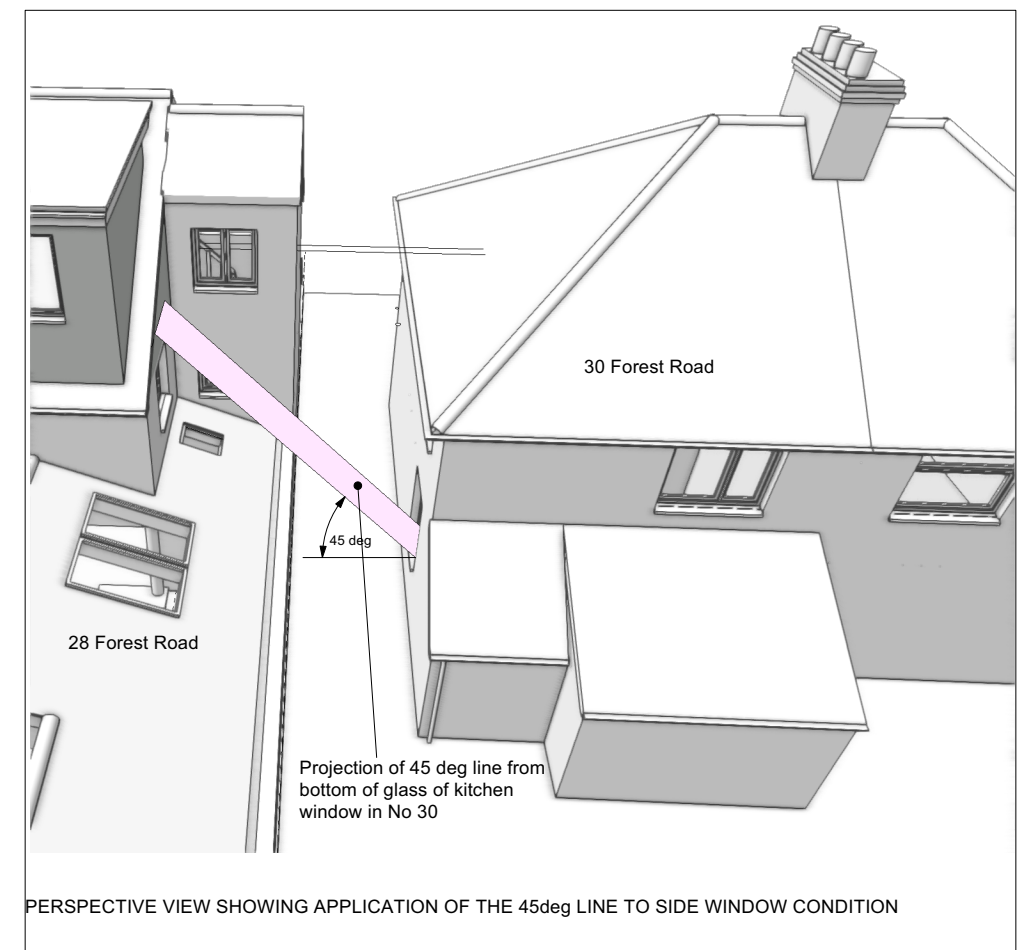 30 Forest Road
45 deg
28 Forest Road
Projection of 45 deg line from
bottom of glass of kitchen
window in No 30
PERSPECTIVE VIEW SHOWING APPLICATION OF THE 45deg LINE TO SIDE WINDOW CONDITION